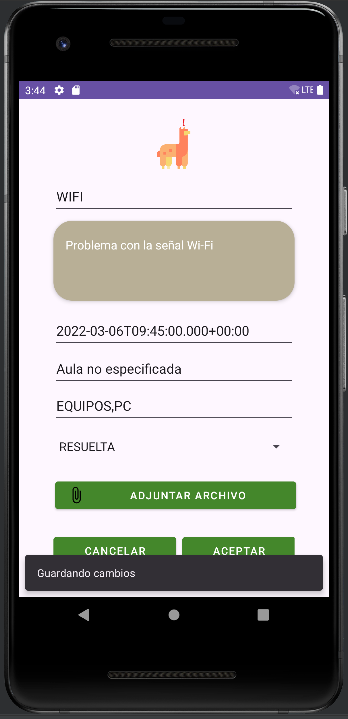 3:44 LTE
WIFI
Problema con la señal Wi-Fi
2022-03-06T09:45:00.000+00:00
Aula no especificada
EQUIPOS,PC
RESUELTA
ADJUNTAR ARCHIVO
CANCELAR ACEPTAR
Guardando cambios